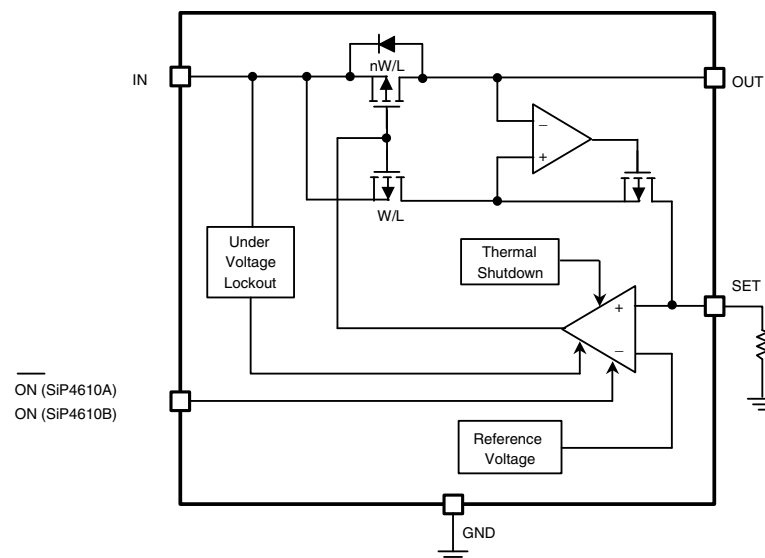 nW/L
IN
OUT
–
+
W/L
Under
Voltage
Lockout
Thermal
Shutdown
SET
+
–
ON (SiP4610A)
ON (SiP4610B)
Reference
Voltage
GND